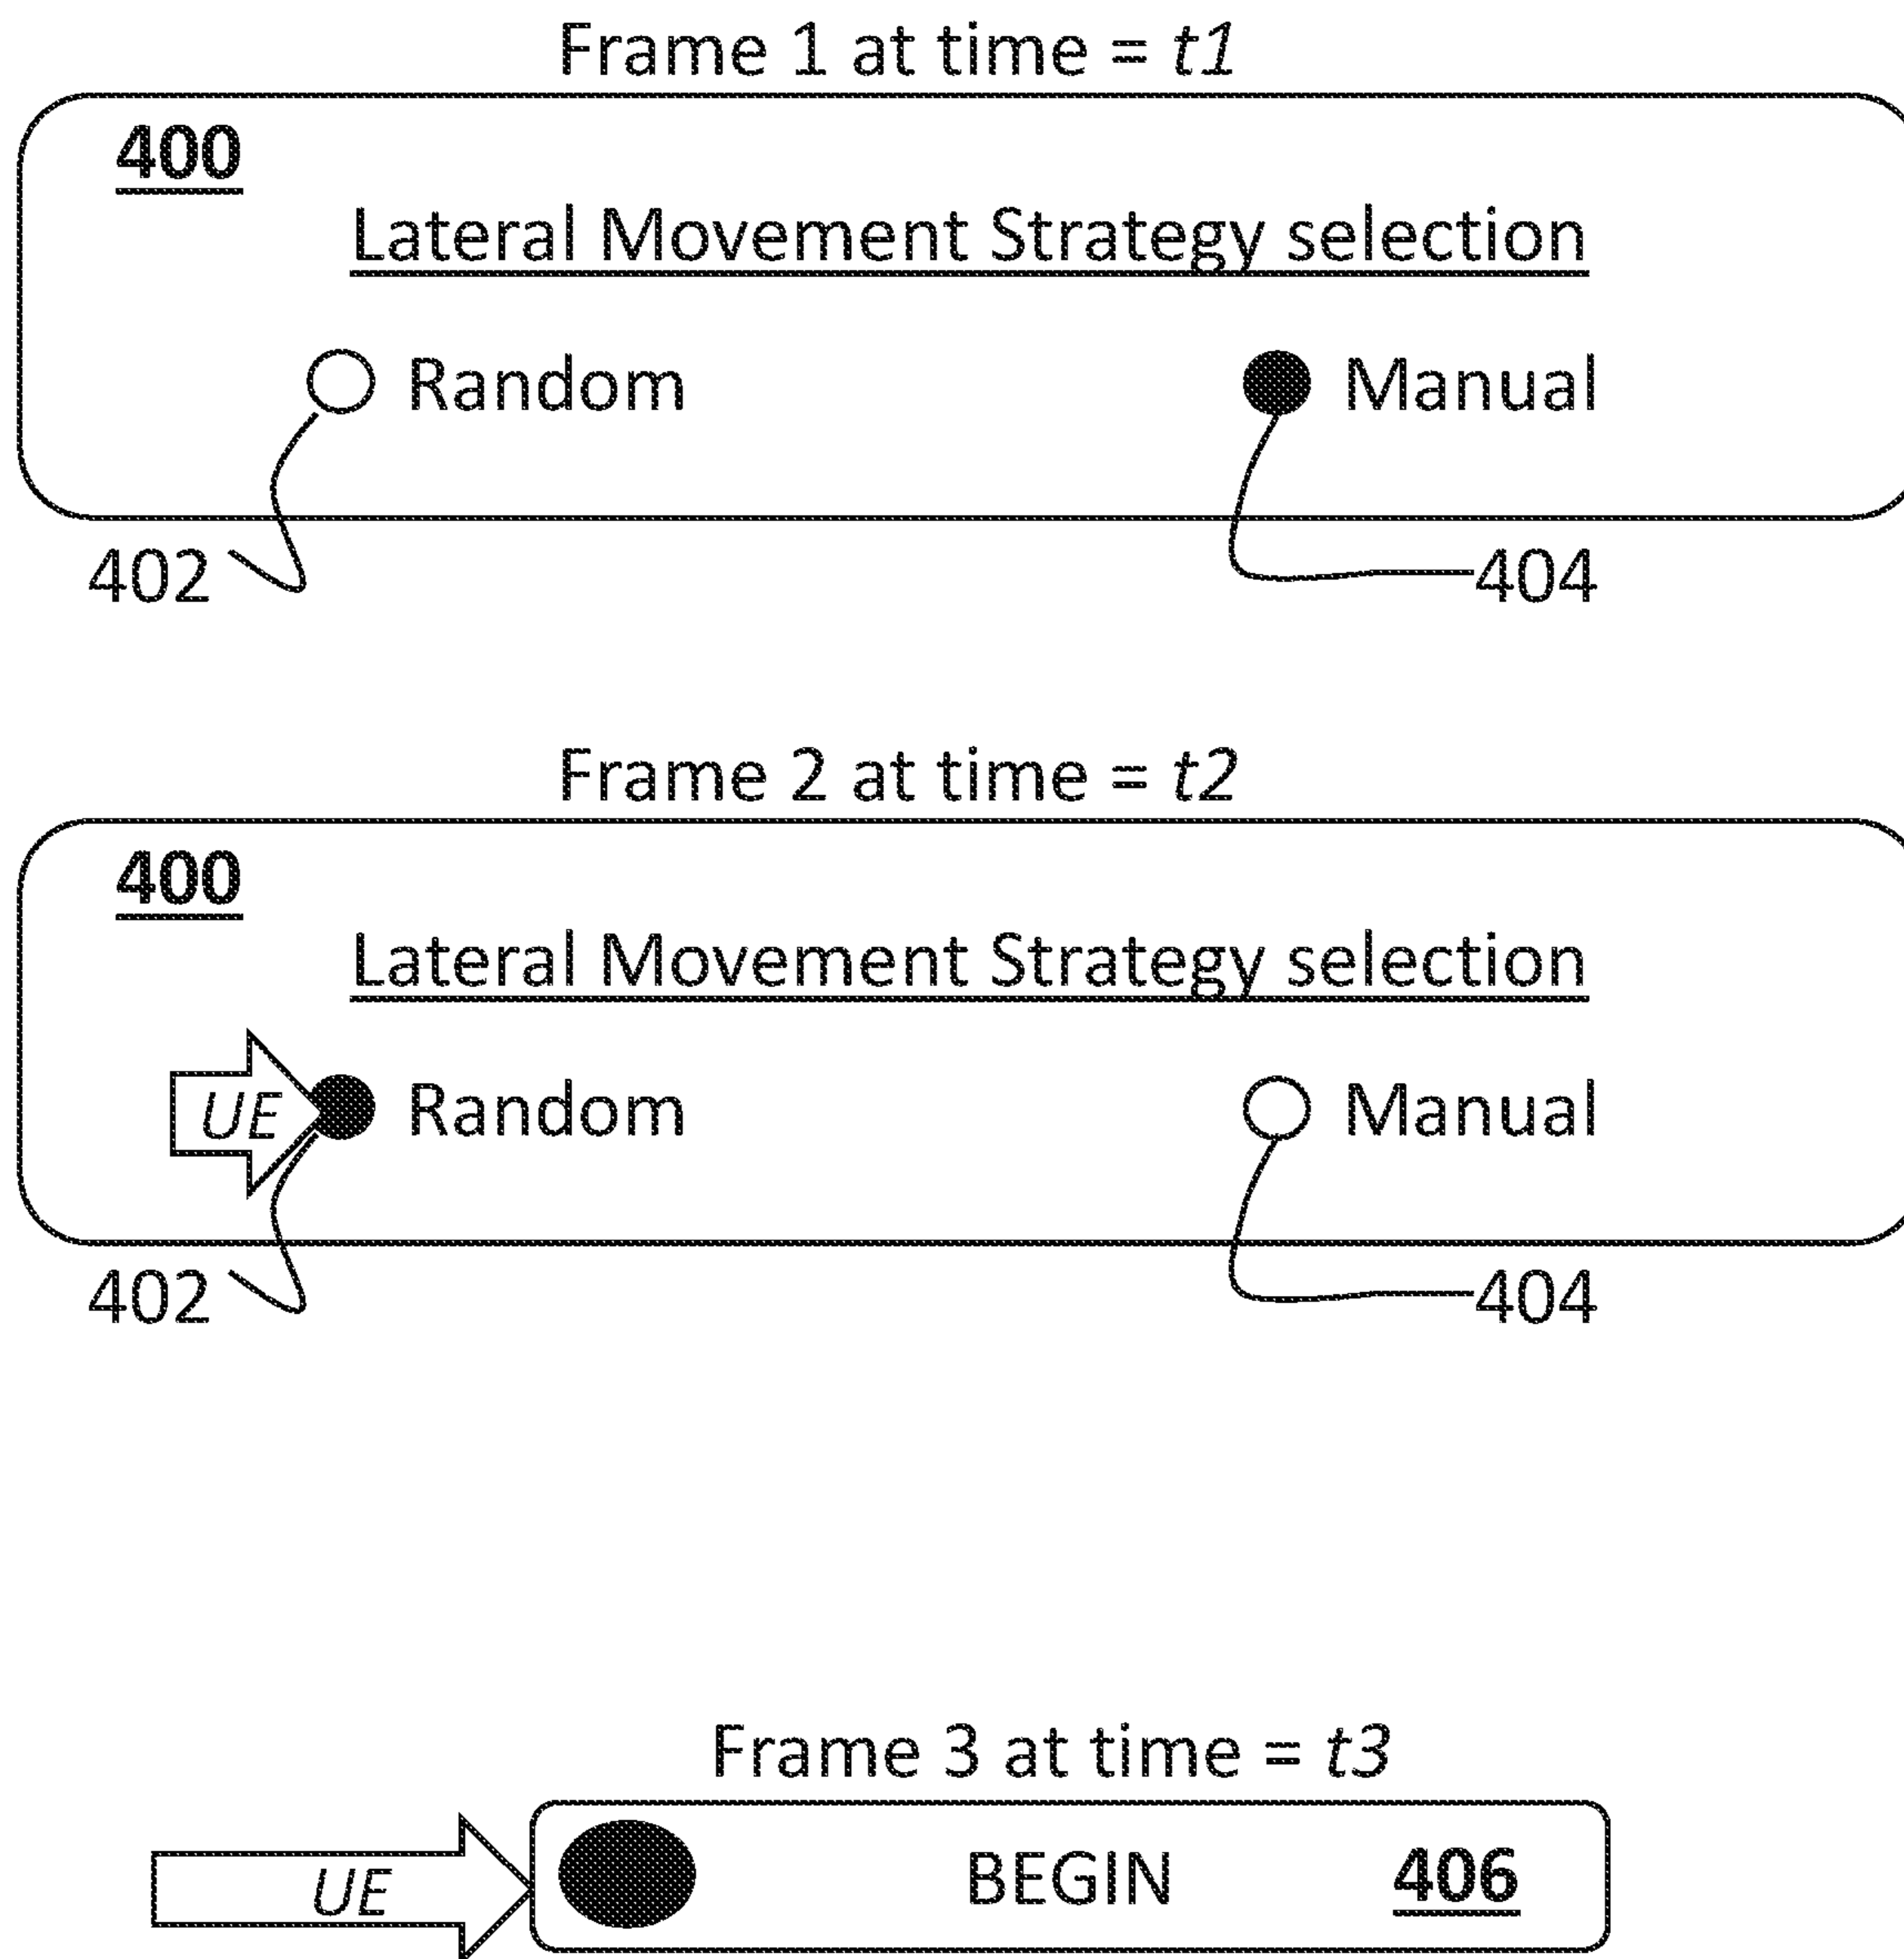 Frame 1 at time = t1
400
Lateral Movement Strategy selection
Random Manual
402 404
Frame 2 at time = t2
400
Lateral Movement Strategy selection
UE Random Manual
402 404
Frame 3 at time = t3
UE BEGIN 406